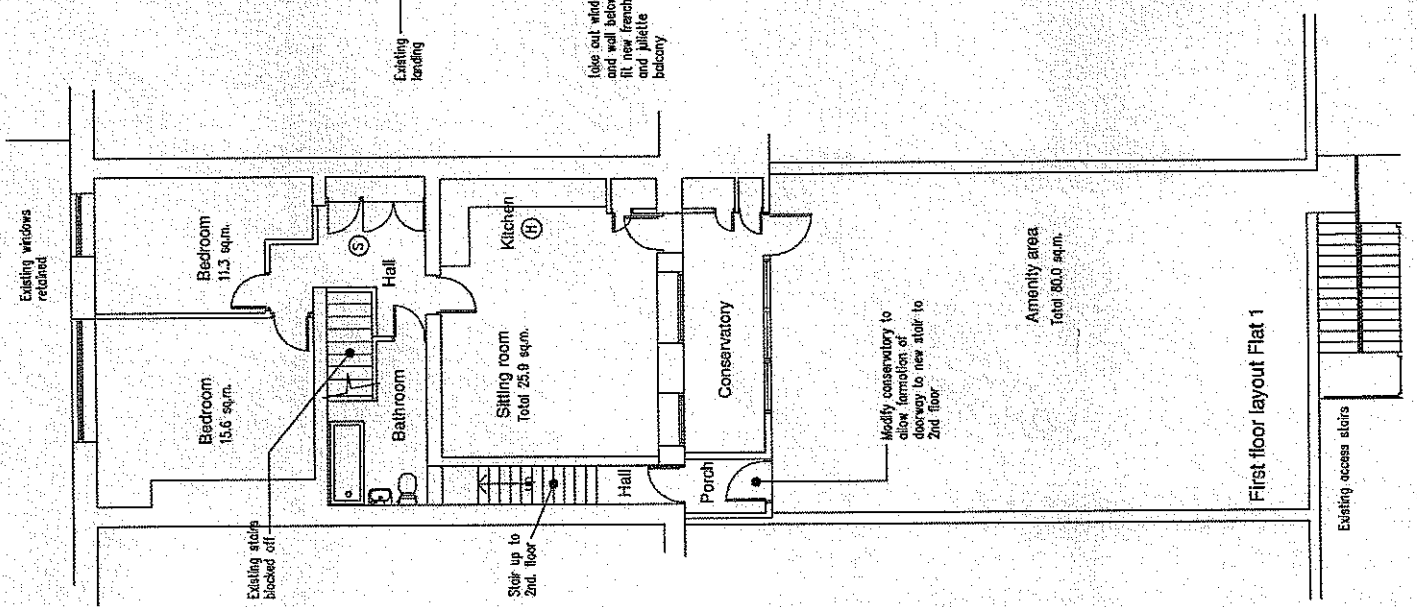 Existing windows
retained
Existing
landing
take out wind
and wall below
fit new french
and juliette
balcony
Bedroom
11.3 sq.m.
Bedroom
15.6 sq.m.
Hall
S
Existing stairs
blocked off
Bathroom
Kitchen
H
Sitting room
Total 25.9 sq.m.
Stair up to
2nd. floor
up
Hall
Porch
Conservatory
Modify conservatory to
allow formation of
doorway to new stair to
2nd floor
Amenity area
Total 80.0 sq.m.
First floor layout Flat 1
Existing access stairs